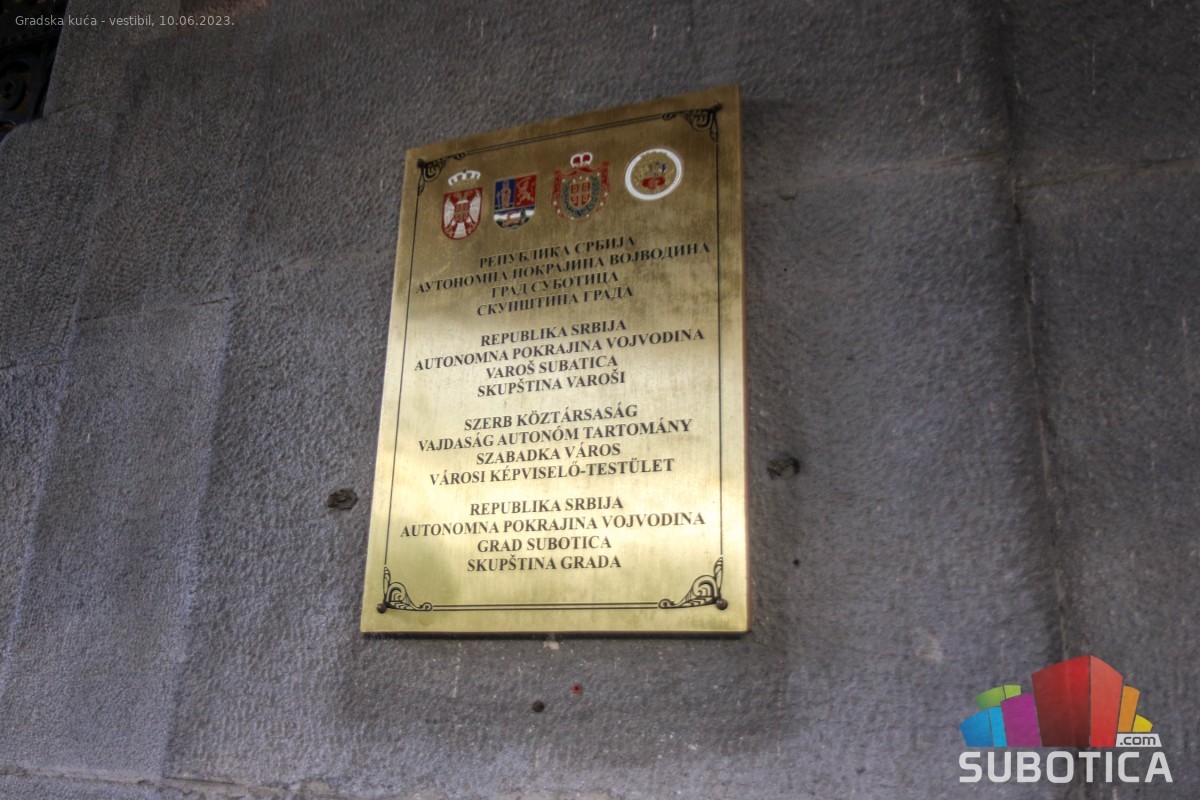 Gradska kuća - vestibil, 10.06.2023.
РЕПУБЛИКА СРБИЈА
АУТОНОМНА ПОКРАЈИНА ВОЈВОДИНА
ГРАД СУБОТИЦА
СКУПШТИНА ГРАДА
REPUBLIKA SRBIJA
AUTONOMNA POKRAJINA VOJVODINA
VAROŠ SUBATICA
SKUPŠTINA VAROŠI
SZERB KÖZTÁRSASÁG
VAJDASÁG AUTONÓM TARTOMÁNY
SZABADKA VÁROS
VÁROSI KÉPVISELŐ-TESTÜLET
REPUBLIKA SRBIJA
AUTONOMNA POKRAJINA VOJVODINA
GRAD SUBOTICA
SKUPŠTINA GRADA
.com
SUBOTICA